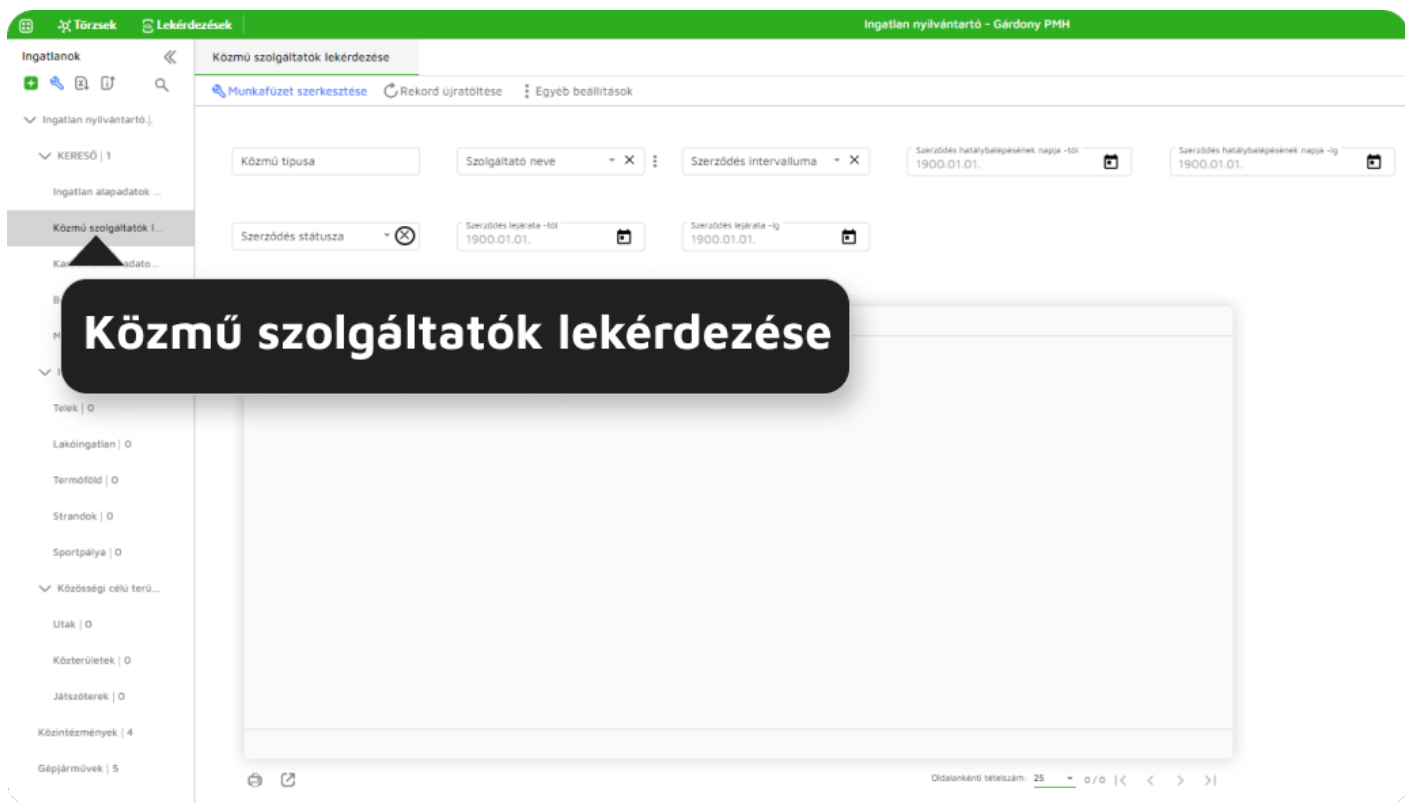 Törzsek Lekérdezések Ingatlan nyilvántartó - Gárdony PMH
Ingatlanok
Közmű szolgáltatók lekérdezése
Munkafüzet szerkesztése Rekord újratöltése Egyéb beállítások
Ingatlan nyilvántartó |.
KERESŐ | 1
Ingatlan alapadatok ...
Közmű szolgáltatók l...
Közmű típusa
Szolgáltató neve
Szerződés intervalluma
Szerződés hatálybalépésének napja -tól
1900.01.01.
Szerződés hatálybalépésének napja -ig
1900.01.01.
Szerződés státusza
Szerződés lejárata -tól
1900.01.01.
Szerződés lejárata -ig
1900.01.01.
Közmű szolgáltatók lekérdezése
Telek | 0
Lakóingatlan | 0
Termőföld | 0
Strandok | 0
Sportpálya | 0
Közösségi célú terü...
Utak | 0
Közterületek | 0
Játszóterek | 0
Közintézmények | 4
Gépjárművek | 5
Oldalankénti tételszám: 25 0 / 0